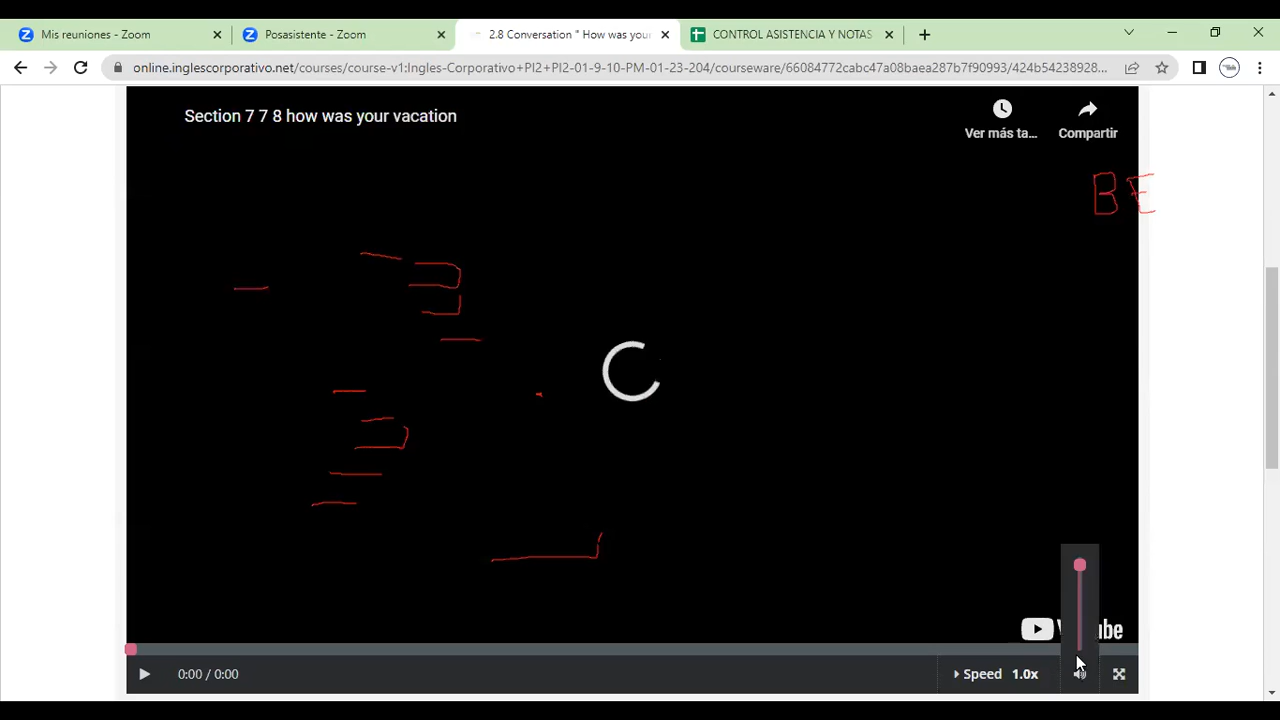 Mis reuniones - Zoom
Posasistente - Zoom
2.8 Conversation " How was your
CONTROL ASISTENCIA Y NOTAS
online.inglescorporativo.net/courses/course-v1:Ingles-Corporativo+PI2+PI2-01-9-10-PM-01-23-204/courseware/66084772cabc47a08baea287b7f90993/424b54238928...
Section 7 7 8 how was your vacation
Ver más ta...
Compartir
BE
0:00 / 0:00
Speed 1.0x